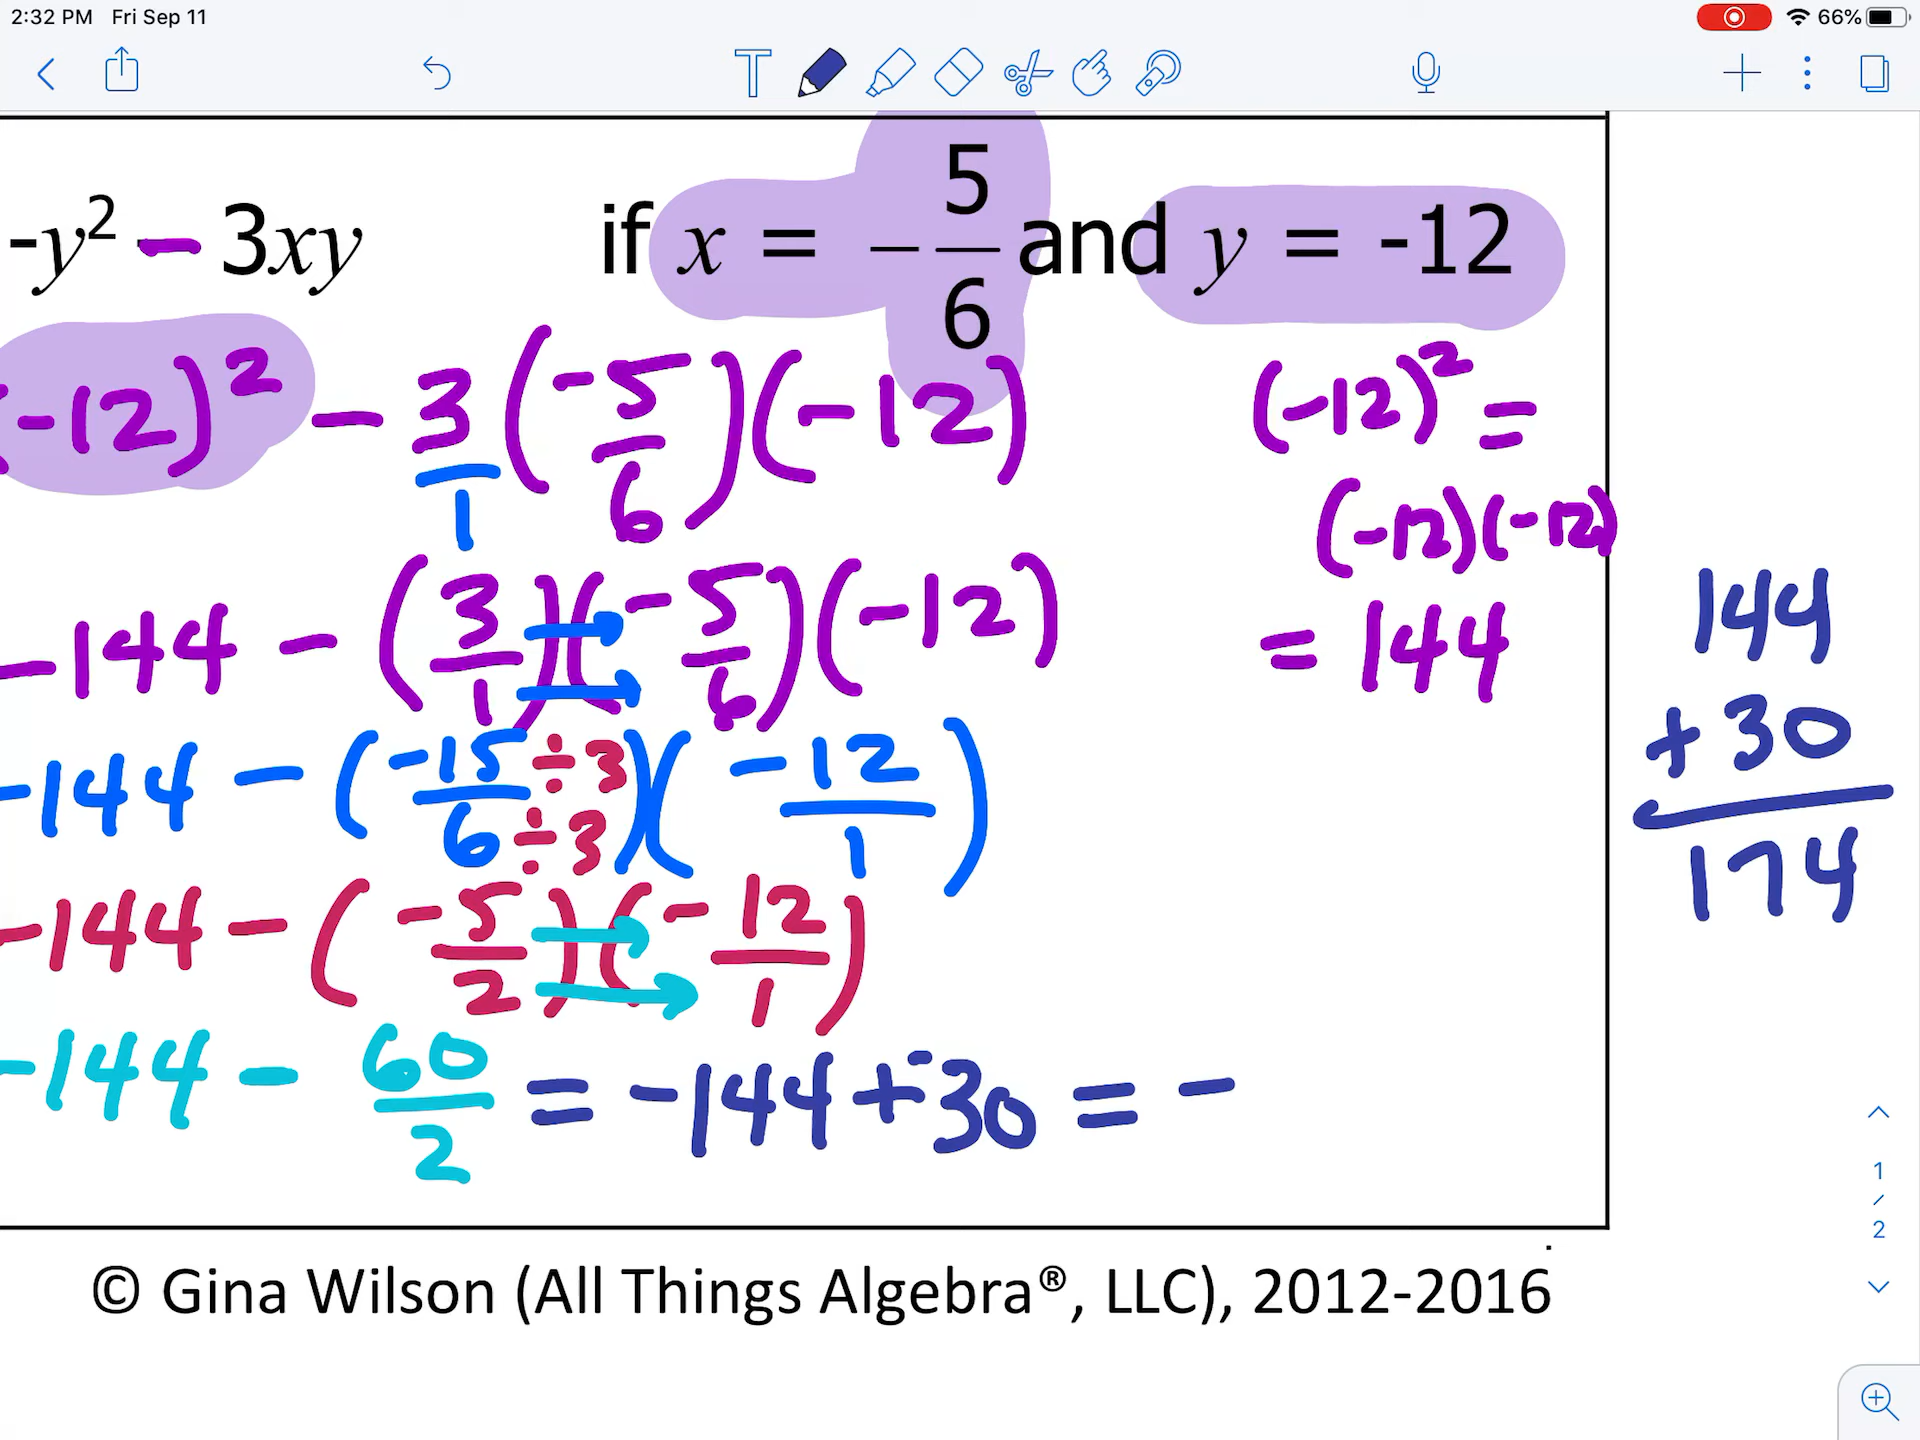 2:32 PM Fri Sep 11 66%
T
-y² - 3xy if x = -5/6 and y = -12
(-12)² - 3/1 (-5/6)(-12)
(-12)² =
(-12)(-12)
= 144
-144 - (3/1)(-5/6)(-12)
-144 - (-15÷3/6÷3)(-12/1)
-144 - (-5/2)(-12/1)
-144 - 60/2 = -144 + -30 = -
144
+ 30
174
1
/
2
© Gina Wilson (All Things Algebra®, LLC), 2012-2016